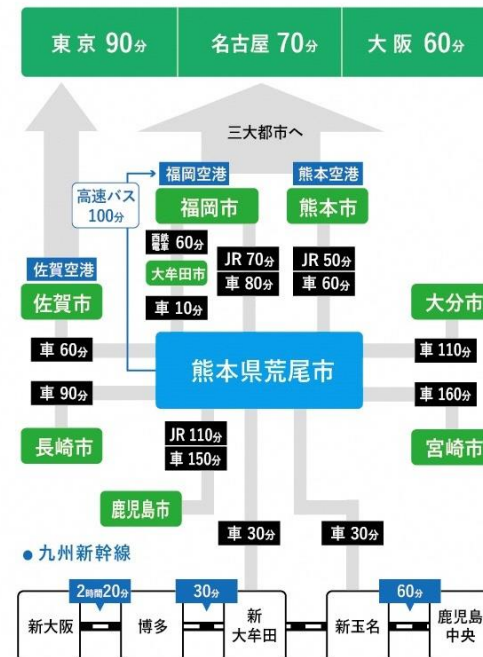 東京 90分
名古屋 70分
大阪 60分
三大都市へ
福岡空港
熊本空港
高速バス
100分
福岡市
熊本市
西鉄電車 60分
大牟田市
車 10分
JR 70分
車 80分
JR 50分
車 60分
佐賀空港
佐賀市
大分市
車 60分
熊本県荒尾市
車 110分
車 90分
車 160分
長崎市
宮崎市
JR 110分
車 150分
鹿児島市
車 30分
車 30分
●九州新幹線
2時間20分
30分
60分
新大阪
博多
新
大牟田
新玉名
鹿児島
中央